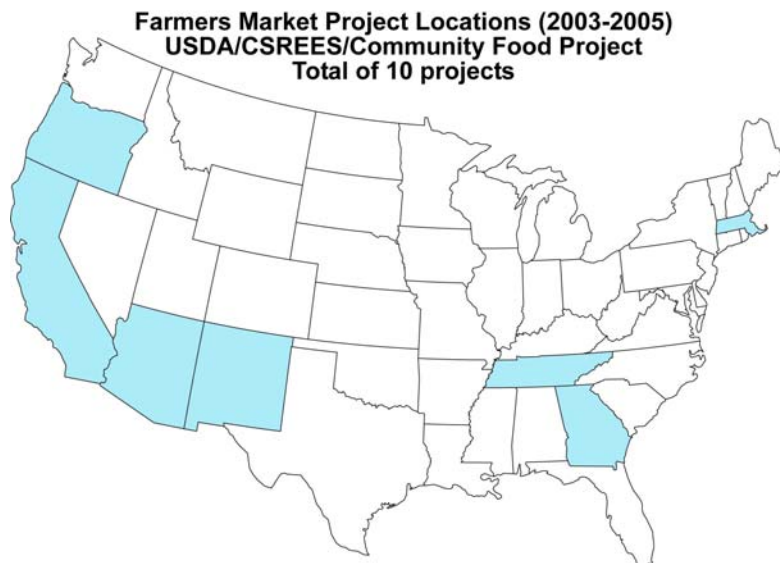 Farmers Market Project Locations (2003-2005)
USDA/CSREES/Community Food Project
Total of 10 projects